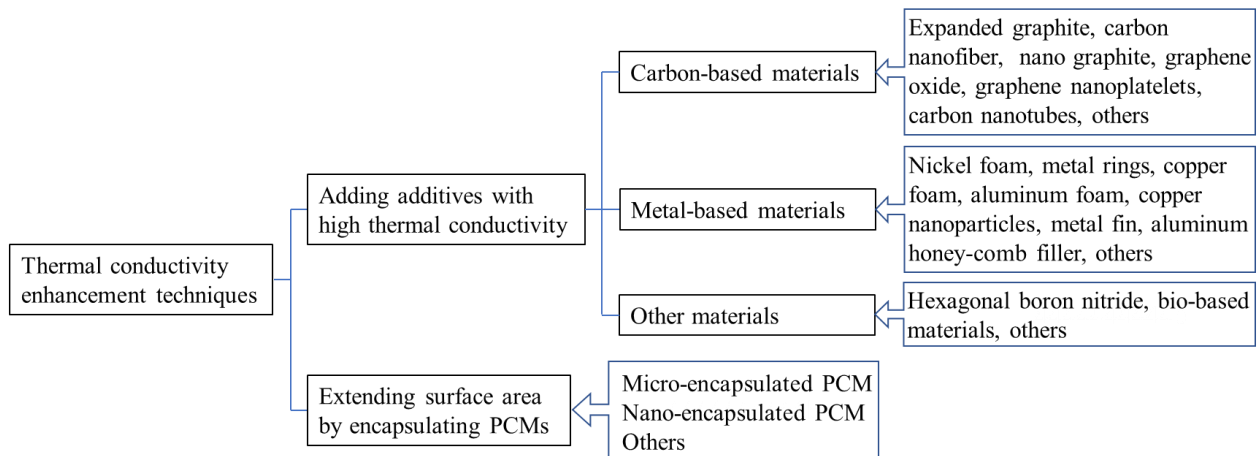 Thermal conductivity
enhancement techniques
Adding additives with
high thermal conductivity
Carbon-based materials
Expanded graphite, carbon
nanofiber, nano graphite, graphene
oxide, graphene nanoplatelets,
carbon nanotubes, others
Metal-based materials
Nickel foam, metal rings, copper
foam, aluminum foam, copper
nanoparticles, metal fin, aluminum
honey-comb filler, others
Other materials
Hexagonal boron nitride, bio-based
materials, others
Extending surface area
by encapsulating PCMs
Micro-encapsulated PCM
Nano-encapsulated PCM
Others